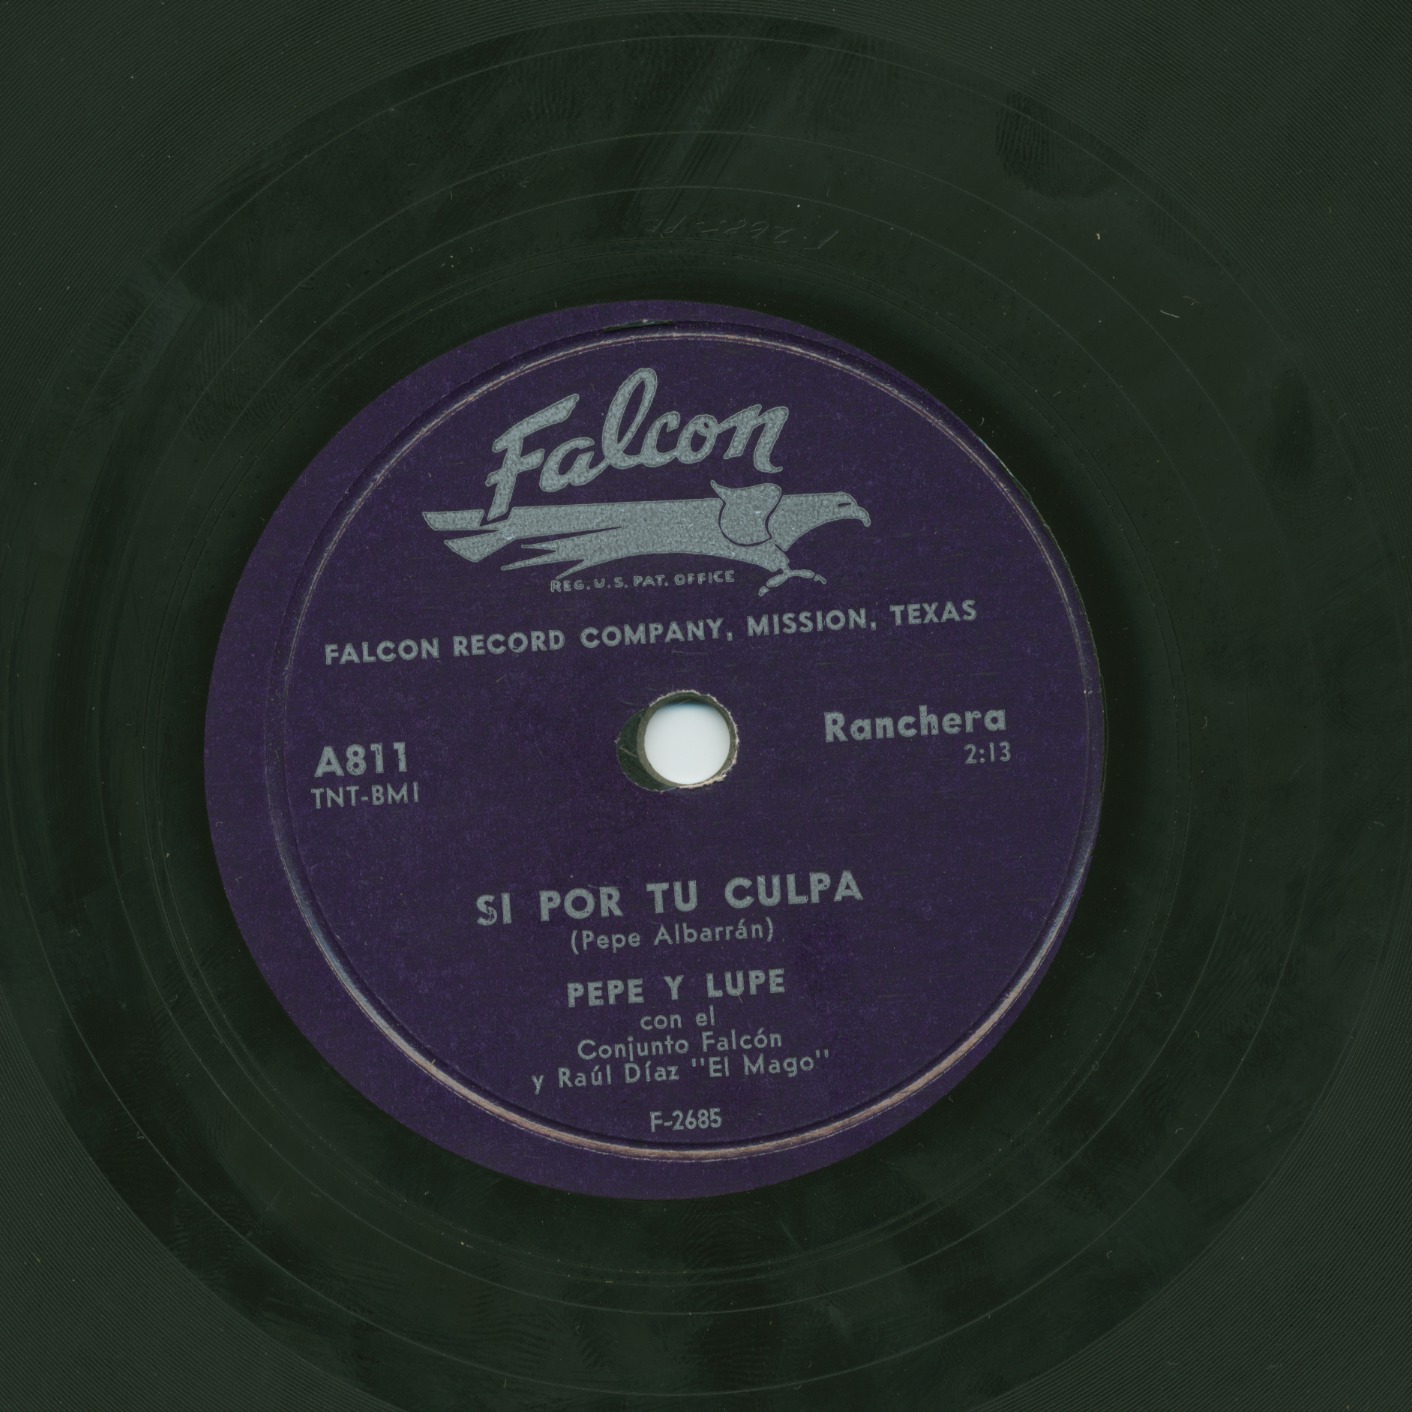 Falcon
REG. U.S. PAT. OFFICE
FALCON RECORD COMPANY, MISSION, TEXAS
A811
TNT-BMI
Ranchera
2:13
SI POR TU CULPA
(Pepe Albarrán)
PEPE Y LUPE
con el
Conjunto Falcón
y Raúl Díaz "El Mago"
F-2685